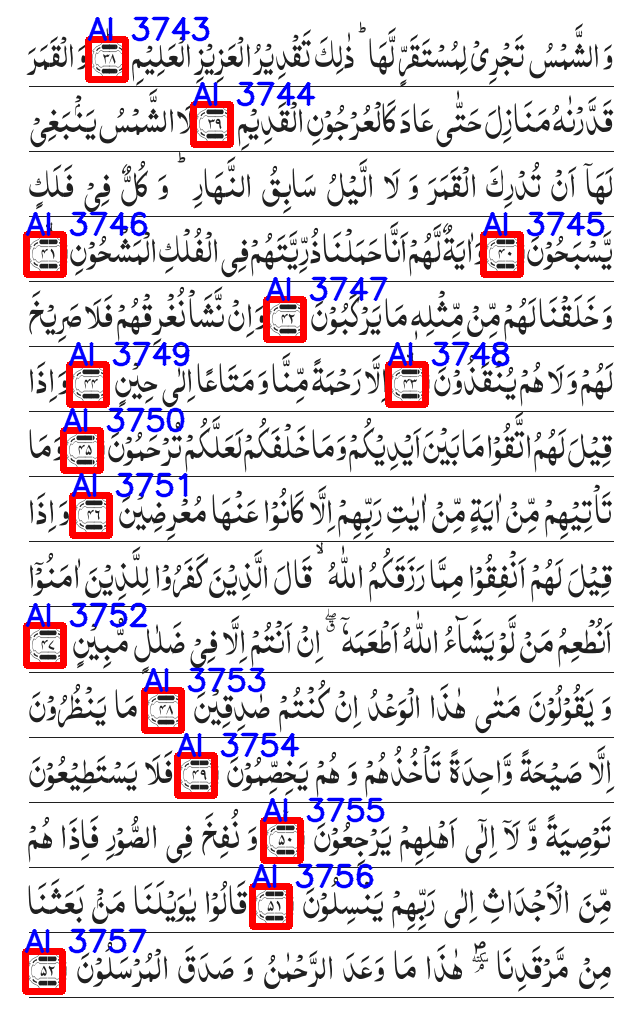 AI 3743
وَالشَّمْسُ تَجْرِیْ لِمُسْتَقَرٍّ لَّهَا ؕ ذٰلِكَ تَقْدِیْرُ الْعَزِیْزِ الْعَلِیْمِ ۳۸ وَالْقَمَرَ
AI 3744
قَدَّرْنٰهُ مَنَازِلَ حَتّٰی عَادَ كَالْعُرْجُوْنِ الْقَدِیْمِ ۳۹ لَا الشَّمْسُ یَنْۢبَغِیْ
لَهَاۤ اَنْ تُدْرِكَ الْقَمَرَ وَ لَا الَّیْلُ سَابِقُ النَّهَارِ ؕ وَ كُلٌّ فِیْ فَلَكٍ
AI 3745 AI 3746
یَّسْبَحُوْنَ ۴۰ وَاٰیَةٌ لَّهُمْ اَنَّا حَمَلْنَا ذُرِّیَّتَهُمْ فِی الْفُلْكِ الْمَشْحُوْنِ ۴۱
AI 3747
وَ خَلَقْنَا لَهُمْ مِّنْ مِّثْلِهٖ مَا یَرْكَبُوْنَ ۴۲ وَاِنْ نَّشَاْ نُغْرِقْهُمْ فَلَا صَرِیْخَ
AI 3748 AI 3749
لَهُمْ وَ لَا هُمْ یُنْقَذُوْنَ ۴۳ اِلَّا رَحْمَةً مِّنَّا وَ مَتَاعًا اِلٰی حِیْنٍ ۴۴ وَ اِذَا
AI 3750
قِیْلَ لَهُمُ اتَّقُوْا مَا بَیْنَ اَیْدِیْكُمْ وَ مَا خَلْفَكُمْ لَعَلَّكُمْ تُرْحَمُوْنَ ۴۵ وَ مَا
AI 3751
تَاْتِیْهِمْ مِّنْ اٰیَةٍ مِّنْ اٰیٰتِ رَبِّهِمْ اِلَّا كَانُوْا عَنْهَا مُعْرِضِیْنَ ۴۶ وَ اِذَا
قِیْلَ لَهُمْ اَنْفِقُوْا مِمَّا رَزَقَكُمُ اللّٰهُ ۙ قَالَ الَّذِیْنَ كَفَرُوْا لِلَّذِیْنَ اٰمَنُوْۤا
AI 3752
اَنُطْعِمُ مَنْ لَّوْ یَشَآءُ اللّٰهُ اَطْعَمَهٗۤ ۖۗ اِنْ اَنْتُمْ اِلَّا فِیْ ضَلٰلٍ مُّبِیْنٍ ۴۷
AI 3753
وَ یَقُوْلُوْنَ مَتٰی هٰذَا الْوَعْدُ اِنْ كُنْتُمْ صٰدِقِیْنَ ۴۸ مَا یَنْظُرُوْنَ
AI 3754
اِلَّا صَیْحَةً وَّاحِدَةً تَاْخُذُهُمْ وَ هُمْ یَخِصِّمُوْنَ ۴۹ فَلَا یَسْتَطِیْعُوْنَ
AI 3755
تَوْصِیَةً وَّ لَاۤ اِلٰۤی اَهْلِهِمْ یَرْجِعُوْنَ ۵۰ وَ نُفِخَ فِی الصُّوْرِ فَاِذَا هُمْ
AI 3756
مِّنَ الْاَجْدَاثِ اِلٰی رَبِّهِمْ یَنْسِلُوْنَ ۵۱ قَالُوْا یٰوَیْلَنَا مَنْۢ بَعَثَنَا
AI 3757
مِنْ مَّرْقَدِنَا ۘؐ هٰذَا مَا وَعَدَ الرَّحْمٰنُ وَ صَدَقَ الْمُرْسَلُوْنَ ۵۲